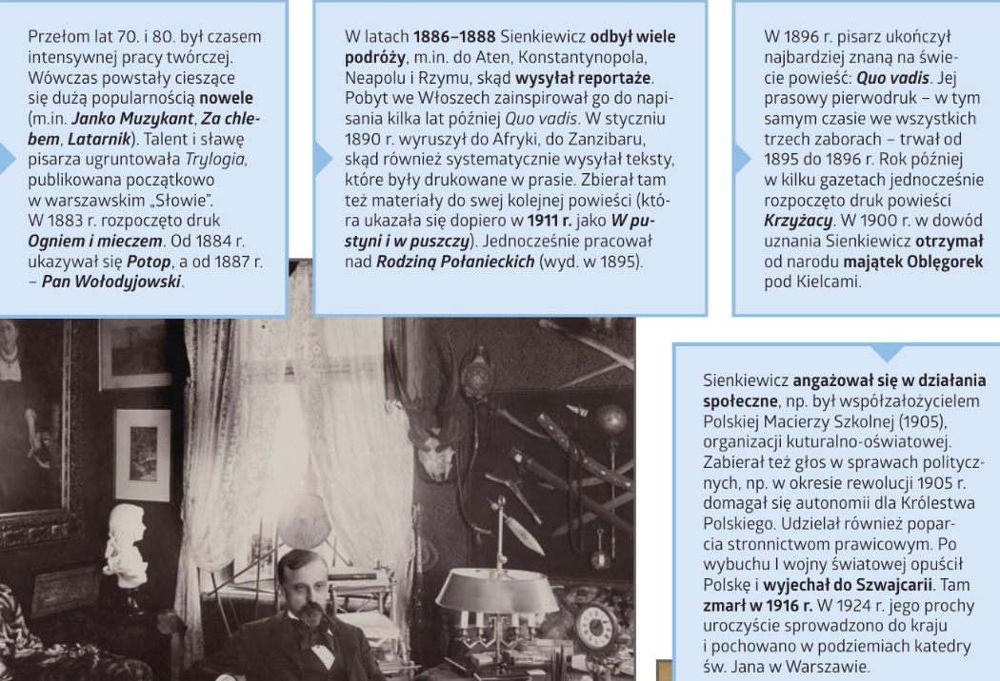 Przełom lat 70. i 80. był czasem
intensywnej pracy twórczej.
Wówczas powstały cieszące
się dużą popularnością nowele
(m.in. Janko Muzykant, Za chle-
bem, Latarnik). Talent i sławę
pisarza ugruntowała Trylogia,
publikowana początkowo
w warszawskim „Słowie”.
W 1883 r. rozpoczęto druk
Ogniem i mieczem. Od 1884 r.
ukazywał się Potop, a od 1887 r.
– Pan Wołodyjowski.
W latach 1886–1888 Sienkiewicz odbył wiele
podróży, m.in. do Aten, Konstantynopola,
Neapolu i Rzymu, skąd wysyłał reportaże.
Pobyt we Włoszech zainspirował go do napi-
sania kilka lat później Quo vadis. W styczniu
1890 r. wyruszył do Afryki, do Zanzibaru,
skąd również systematycznie wysyłał teksty,
które były drukowane w prasie. Zbierał tam
też materiały do swej kolejnej powieści (któ-
ra ukazała się dopiero w 1911 r. jako W pu-
styni i w puszczy). Jednocześnie pracował
nad Rodziną Połanieckich (wyd. w 1895).
W 1896 r. pisarz ukończył
najbardziej znaną na świe-
cie powieść: Quo vadis. Jej
prasowy pierwodruk – w tym
samym czasie we wszystkich
trzech zaborach – trwał od
1895 do 1896 r. Rok później
w kilku gazetach jednocześnie
rozpoczęto druk powieści
Krzyżacy. W 1900 r. w dowód
uznania Sienkiewicz otrzymał
od narodu majątek Oblęgorek
pod Kielcami.
Sienkiewicz angażował się w działania
społeczne, np. był współzałożycielem
Polskiej Macierzy Szkolnej (1905),
organizacji kuturalno-oświatowej.
Zabierał też głos w sprawach politycz-
nych, np. w okresie rewolucji 1905 r.
domagał się autonomii dla Królestwa
Polskiego. Udzielał również popar-
cia stronnictwom prawicowym. Po
wybuchu I wojny światowej opuścił
Polskę i wyjechał do Szwajcarii. Tam
zmarł w 1916 r. W 1924 r. jego prochy
uroczyście sprowadzono do kraju
i pochowano w podziemiach katedry
św. Jana w Warszawie.